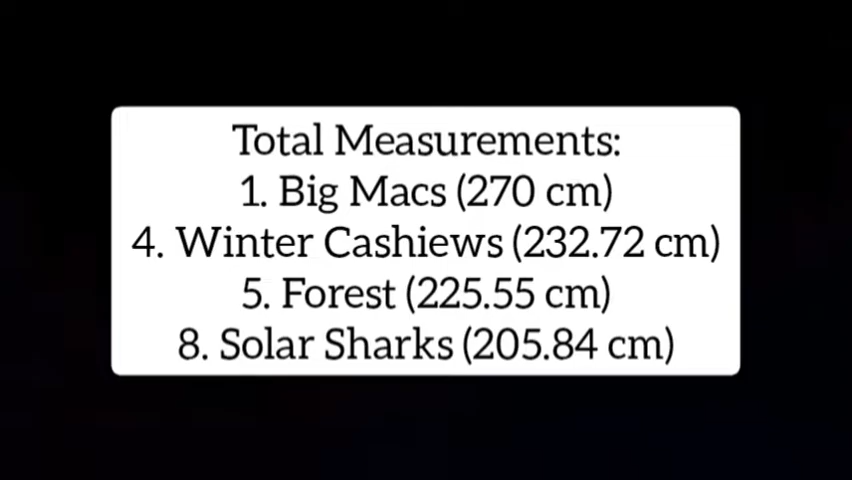 Total Measurements:
1. Big Macs (270 cm)
4. Winter Cashiews (232.72 cm)
5. Forest (225.55 cm)
8. Solar Sharks (205.84 cm)